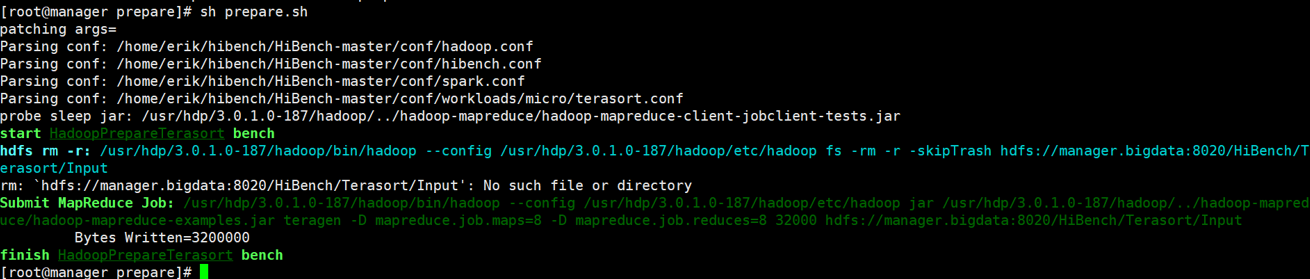 [root@manager prepare]# sh prepare.sh
patching args=
Parsing conf: /home/erik/hibench/HiBench-master/conf/hadoop.conf
Parsing conf: /home/erik/hibench/HiBench-master/conf/hibench.conf
Parsing conf: /home/erik/hibench/HiBench-master/conf/spark.conf
Parsing conf: /home/erik/hibench/HiBench-master/conf/workloads/micro/terasort.conf
probe sleep jar: /usr/hdp/3.0.1.0-187/hadoop/../hadoop-mapreduce/hadoop-mapreduce-client-jobclient-tests.jar
start HadoopPrepareTerasort bench
hdfs rm -r: /usr/hdp/3.0.1.0-187/hadoop/bin/hadoop --config /usr/hdp/3.0.1.0-187/hadoop/etc/hadoop fs -rm -r -skipTrash hdfs://manager.bigdata:8020/HiBench/T
erasort/Input
rm: `hdfs://manager.bigdata:8020/HiBench/Terasort/Input': No such file or directory
Submit MapReduce Job: /usr/hdp/3.0.1.0-187/hadoop/bin/hadoop --config /usr/hdp/3.0.1.0-187/hadoop/etc/hadoop jar /usr/hdp/3.0.1.0-187/hadoop/../hadoop-mapred
uce/hadoop-mapreduce-examples.jar teragen -D mapreduce.job.maps=8 -D mapreduce.job.reduces=8 32000 hdfs://manager.bigdata:8020/HiBench/Terasort/Input
Bytes Written=3200000
finish HadoopPrepareTerasort bench
[root@manager prepare]#